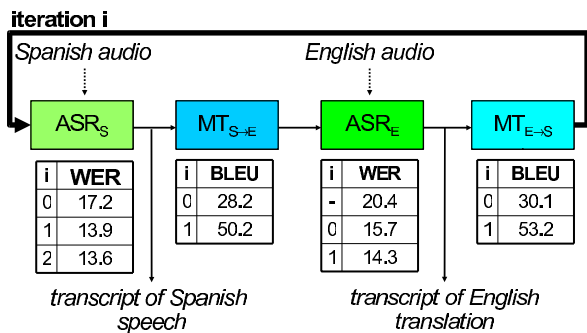 iteration i
Spanish audio
English audio
ASRS
MTS→E
ASRE
MTE→S
i WER
0 17.2
1 13.9
2 13.6
i BLEU
0 28.2
1 50.2
i WER
- 20.4
0 15.7
1 14.3
i BLEU
0 30.1
1 53.2
transcript of Spanish
speech
transcript of English
translation